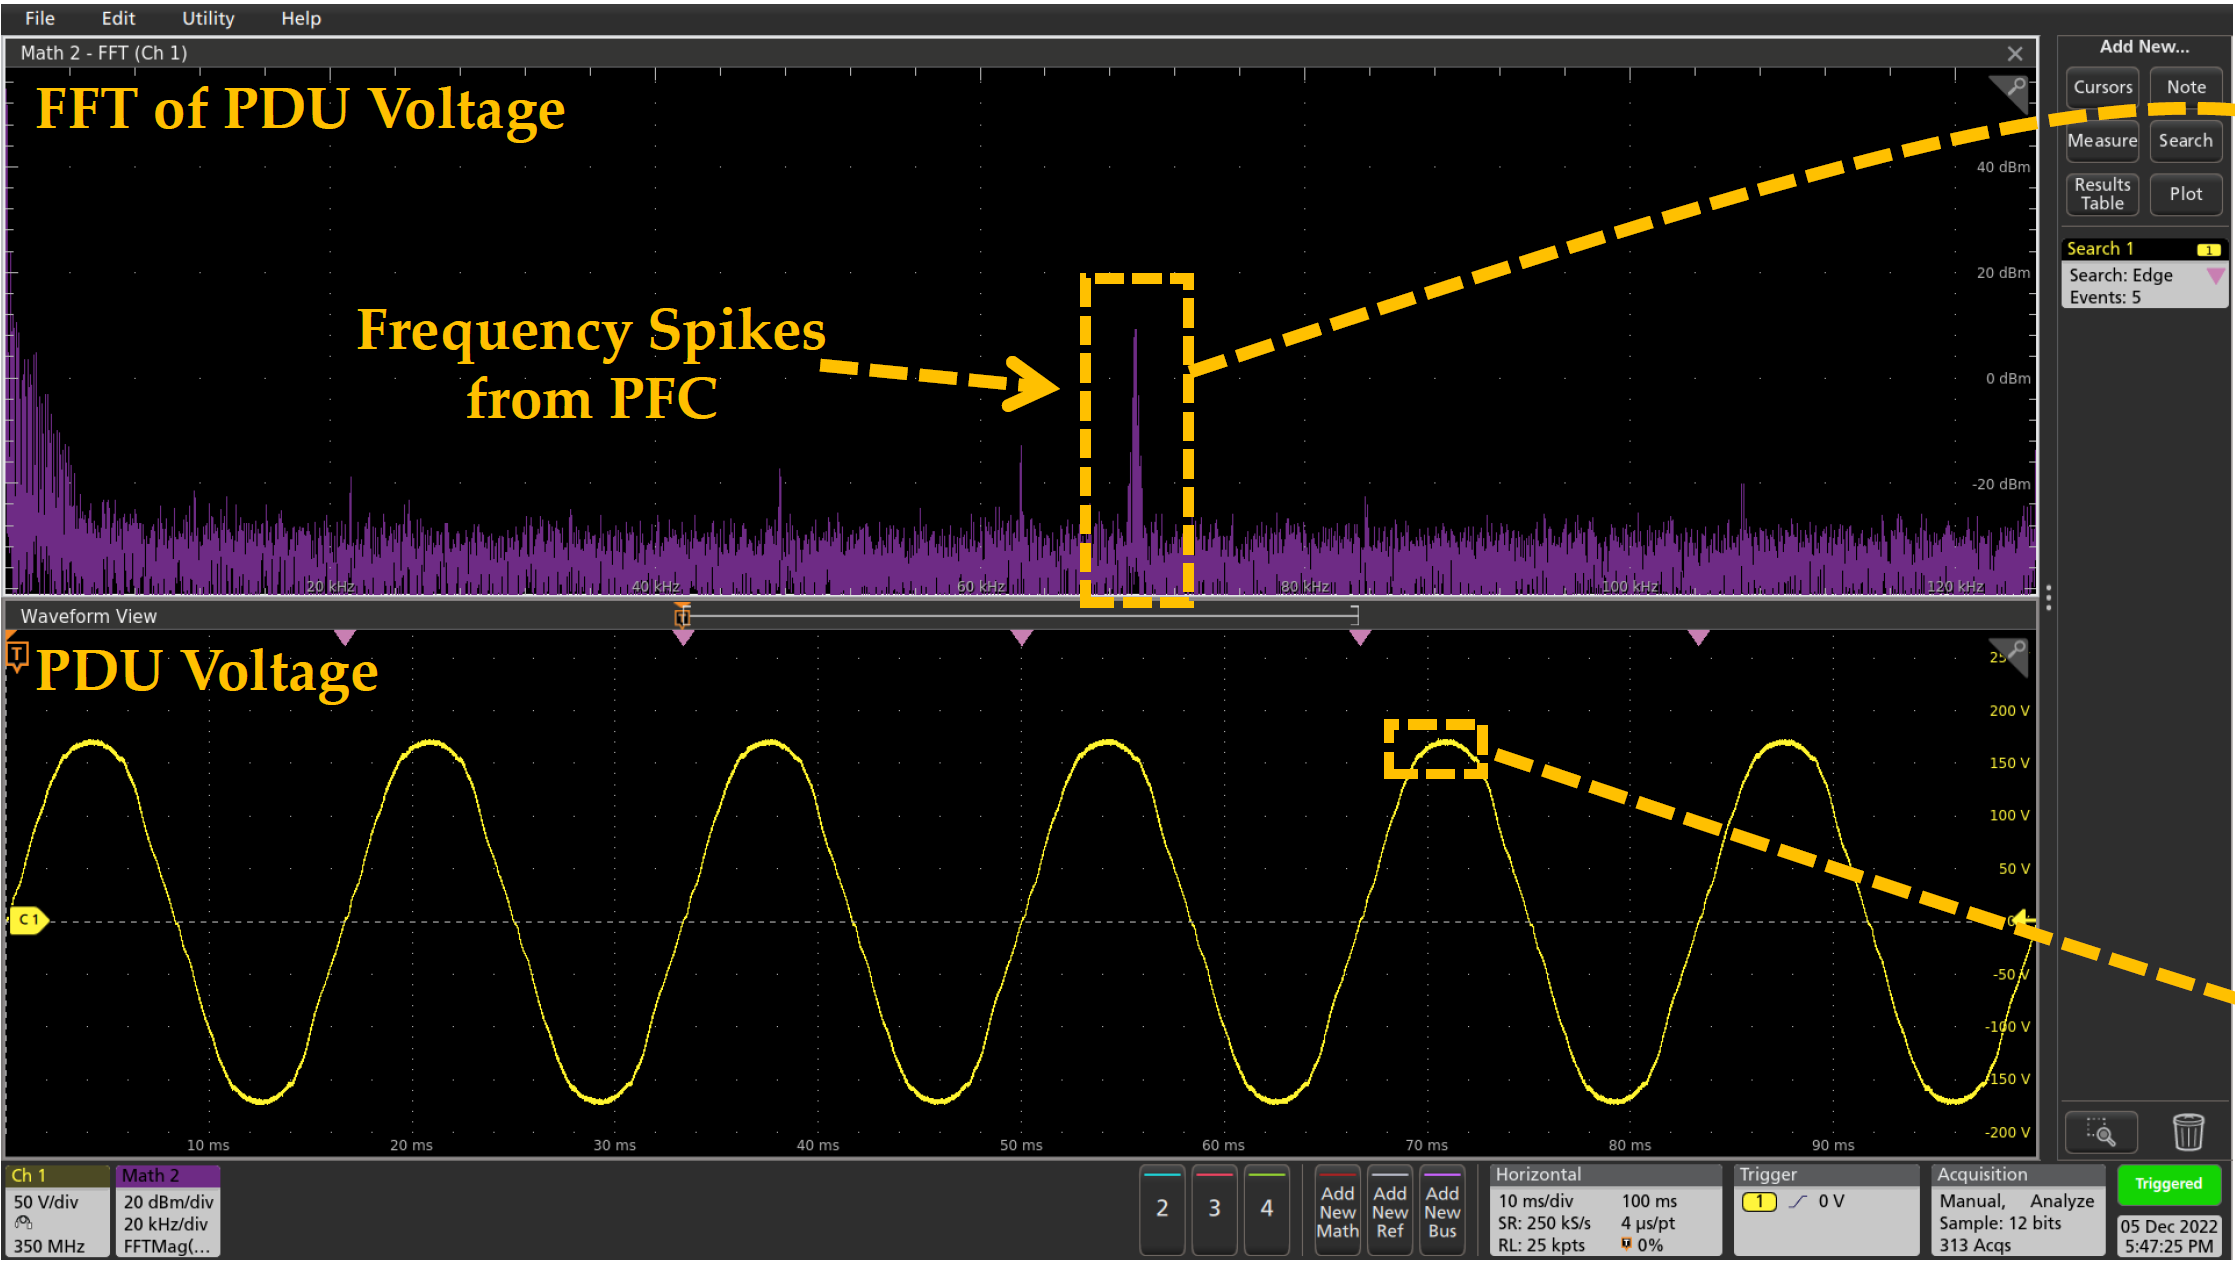 File Edit Utility Help
Math 2 - FFT (Ch 1)
FFT of PDU Voltage
40 dBm
20 dBm
0 dBm
-20 dBm
Frequency Spikes
from PFC
20 kHz 40 kHz 60 kHz 80 kHz 100 kHz 120 kHz
Waveform View
T
T
PDU Voltage
200 V
150 V
100 V
50 V
C 1
-50 V
-100 V
-150 V
-200 V
10 ms 20 ms 30 ms 40 ms 50 ms 60 ms 70 ms 80 ms 90 ms
Add New...
Cursors Note
Measure Search
Results
Table
Plot
Search 1 1
Search: Edge
Events: 5
Ch 1
50 V/div
350 MHz
Math 2
20 dBm/div
20 kHz/div
FFTMag(...
2 3 4
Add
New
Math
Add
New
Ref
Add
New
Bus
Horizontal
10 ms/div 100 ms
SR: 250 kS/s 4 µs/pt
RL: 25 kpts 0%
Trigger
1 0 V
Acquisition
Manual, Analyze
Sample: 12 bits
313 Acqs
Triggered
05 Dec 2022
5:47:25 PM